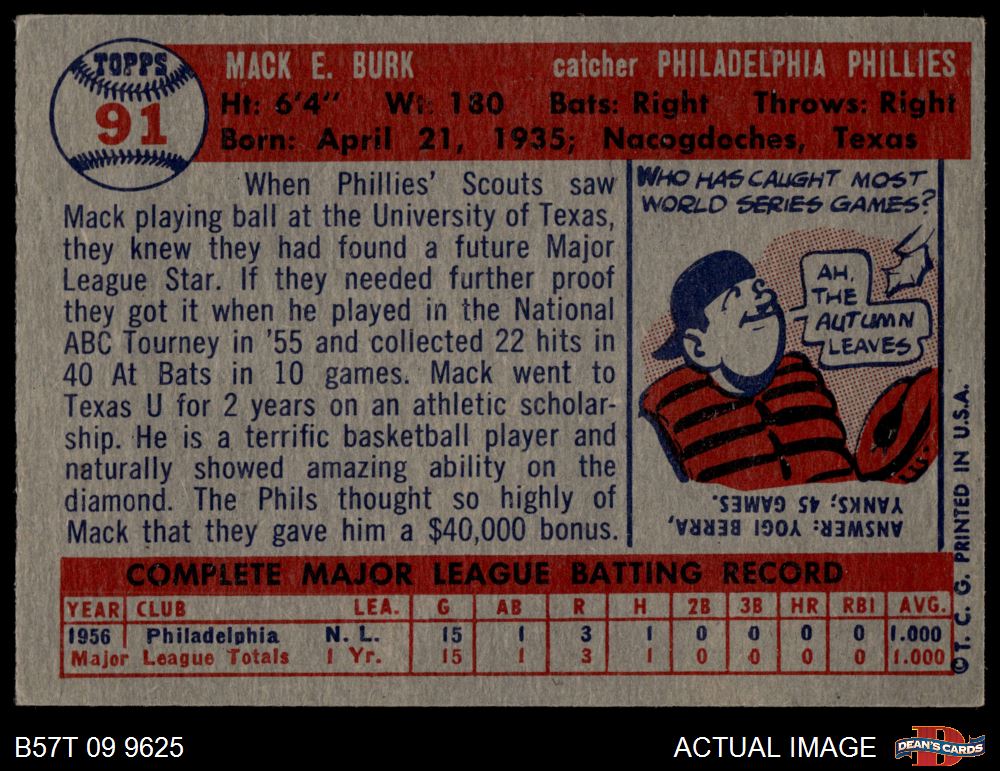 TOPPS
91
MACK E. BURK catcher PHILADELPHIA PHILLIES
Ht: 6'4" Wt: 180 Bats: Right Throws: Right
Born: April 21, 1935; Nacogdoches, Texas
When Phillies' Scouts saw
Mack playing ball at the University of Texas,
they knew they had found a future Major
League Star. If they needed further proof
they got it when he played in the National
ABC Tourney in '55 and collected 22 hits in
40 At Bats in 10 games. Mack went to
Texas U for 2 years on an athletic scholar-
ship. He is a terrific basketball player and
naturally showed amazing ability on the
diamond. The Phils thought so highly of
Mack that they gave him a $40,000 bonus.
WHO HAS CAUGHT MOST
WORLD SERIES GAMES?
AH,
THE
AUTUMN
LEAVES
ANSWER: YOGI BERRA,
YANKS; 45 GAMES.
©T. C. G. PRINTED IN U.S.A.
COMPLETE MAJOR LEAGUE BATTING RECORD
YEAR CLUB LEA. G AB R H 2B 3B HR RBI AVG.
1956 Philadelphia N. L. 15 1 3 1 0 0 0 0 1.000
Major League Totals 1 Yr. 15 1 3 1 0 0 0 0 1.000
B57T 09 9625
ACTUAL IMAGE
DEAN'S CARDS